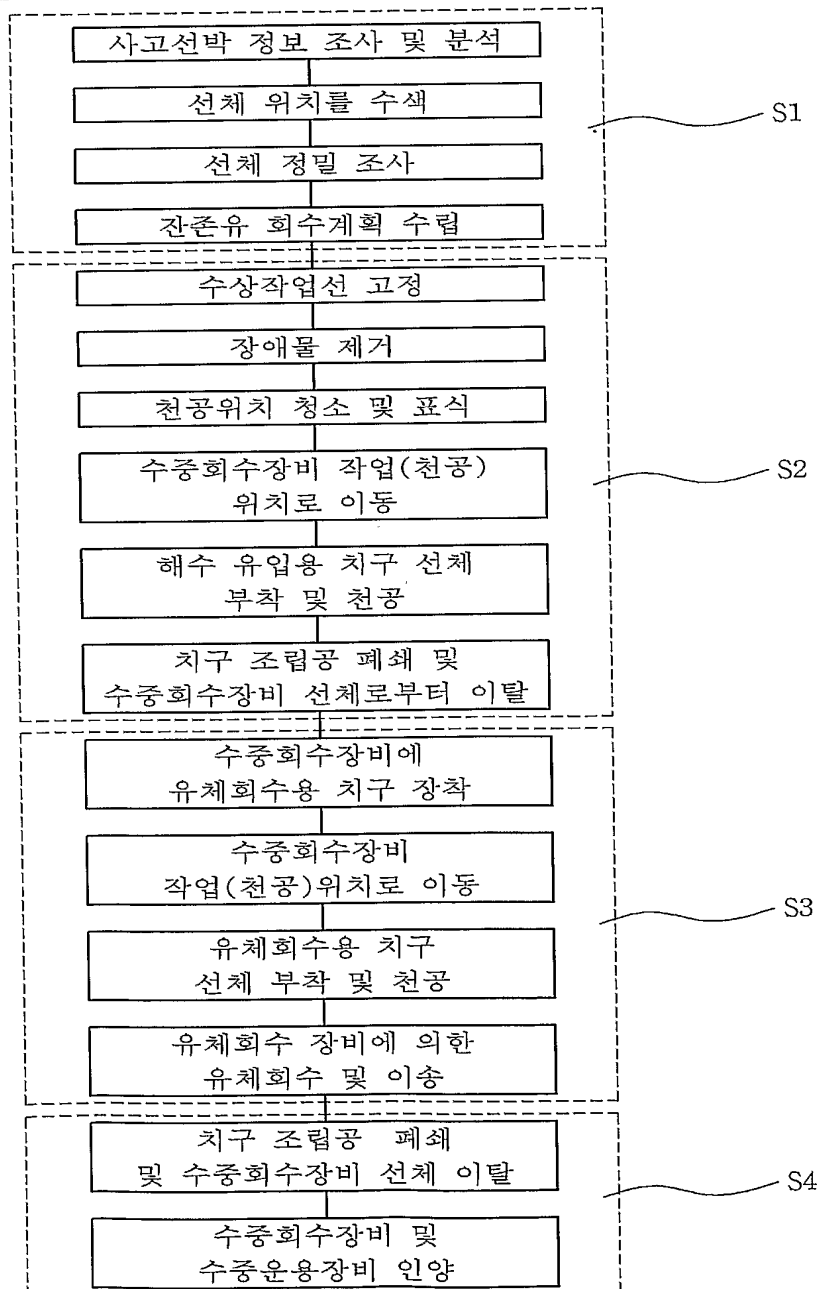 사고선박 정보 조사 및 분석
선체 위치를 수색
선체 정밀 조사
잔존유 회수계획 수립
S1
수상작업선 고정
장애물 제거
천공위치 청소 및 표식
수중회수장비 작업(천공)
위치로 이동
해수 유입용 치구 선체
부착 및 천공
치구 조립공 폐쇄 및
수중회수장비 선체로부터 이탈
S2
수중회수장비에
유체회수용 치구 장착
수중회수장비
작업(천공)위치로 이동
유체회수용 치구
선체 부착 및 천공
유체회수 장비에 의한
유체회수 및 이송
S3
치구 조립공 폐쇄
및 수중회수장비 선체 이탈
수중회수장비 및
수중운용장비 인양
S4